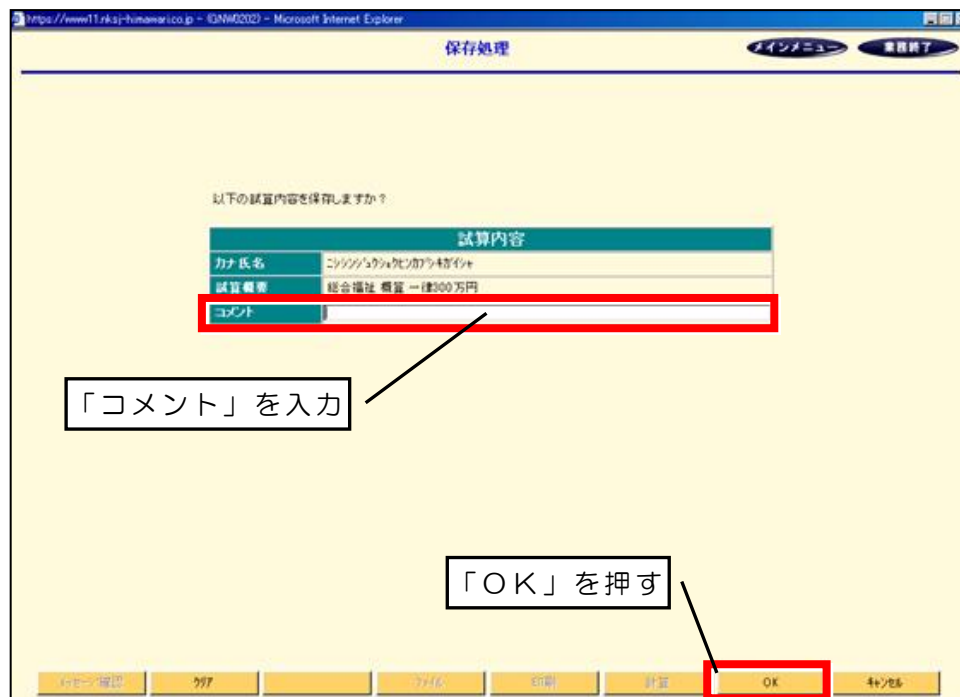 https://www11.nksj-himawari.co.jp - (GNW0202) - Microsoft Internet Explorer
保存処理
メインメニュー
業務終了
以下の試算内容を保存しますか？
試算内容
カナ氏名
試算概要 総合福祉 概算 一律300万円
コメント
「コメント」を入力
「ＯＫ」を押す
メッセージ確認 クリア ファイル 印刷 計算 OK キャンセル